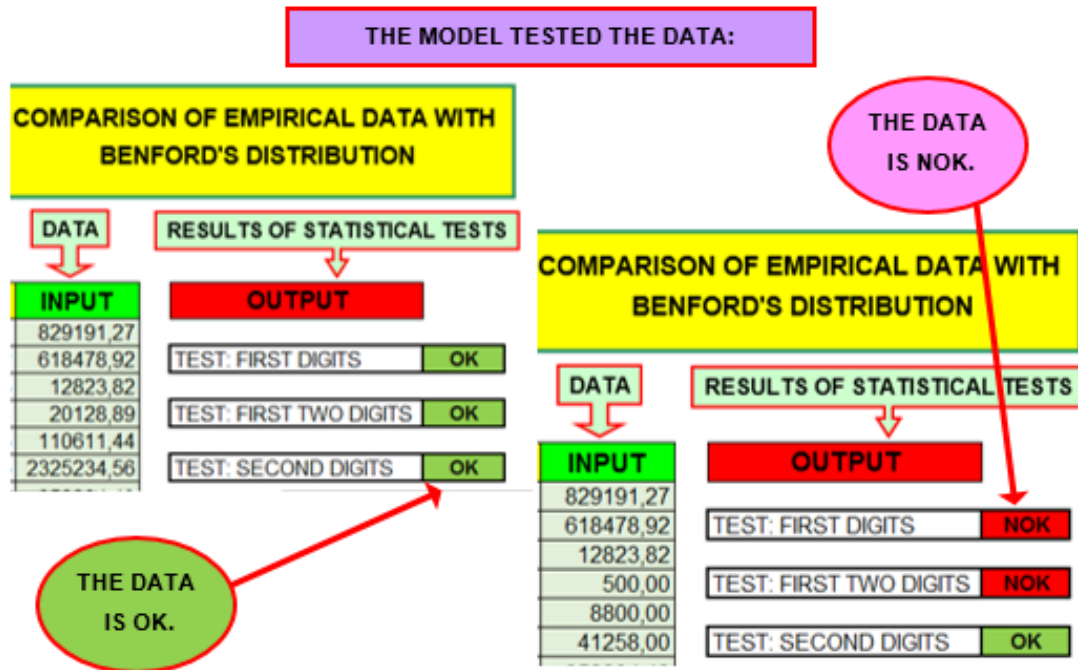 THE MODEL TESTED THE DATA:
COMPARISON OF EMPIRICAL DATA WITH
BENFORD'S DISTRIBUTION
DATA
RESULTS OF STATISTICAL TESTS
INPUT
OUTPUT
829191,27
618478,92
TEST: FIRST DIGITS OK
12823,82
20128,89
TEST: FIRST TWO DIGITS OK
110611,44
2325234,56
TEST: SECOND DIGITS OK
THE DATA
IS OK.
THE DATA
IS NOK.
COMPARISON OF EMPIRICAL DATA WITH
BENFORD'S DISTRIBUTION
DATA
RESULTS OF STATISTICAL TESTS
INPUT
OUTPUT
829191,27
618478,92
TEST: FIRST DIGITS NOK
12823,82
500,00
TEST: FIRST TWO DIGITS NOK
8800,00
41258,00
TEST: SECOND DIGITS OK